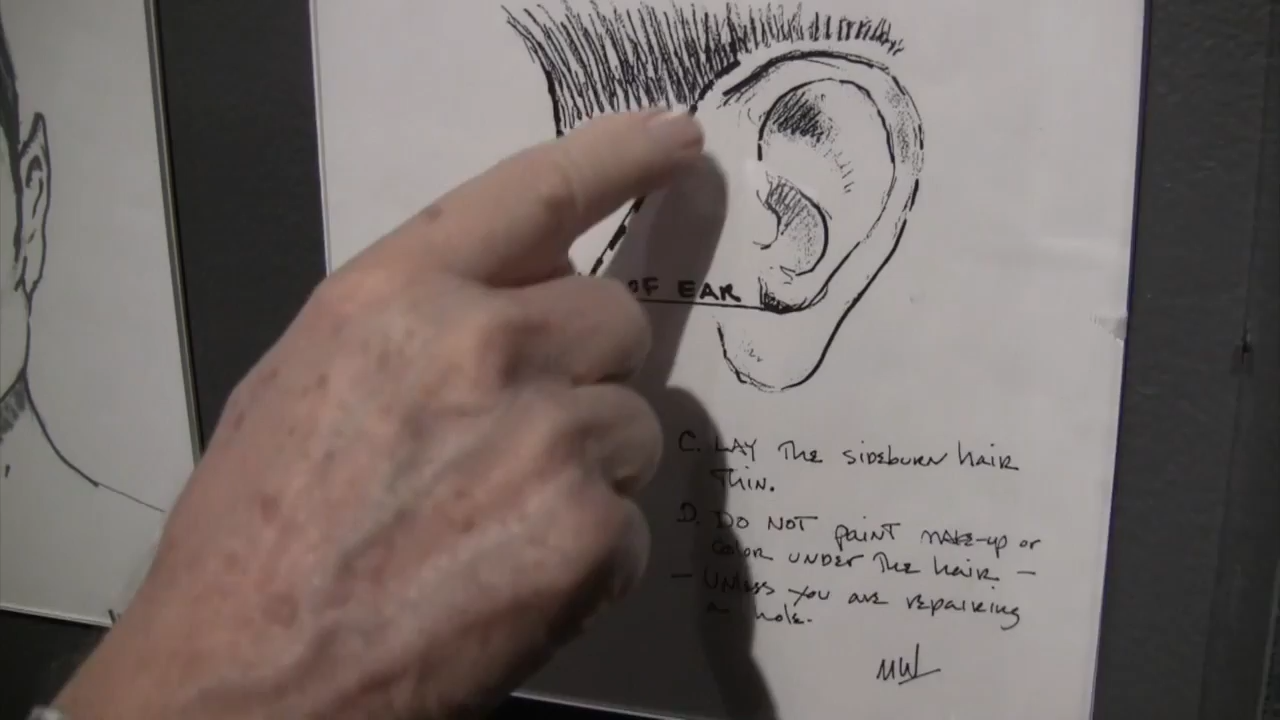 OF EAR
C. LAY THE SIDEBURN hAIR
ThIN.
D. DO NOT paint MAKE-up or
color UNDER The hAIR —
— UNLess you are repairing
a hole.
MWL